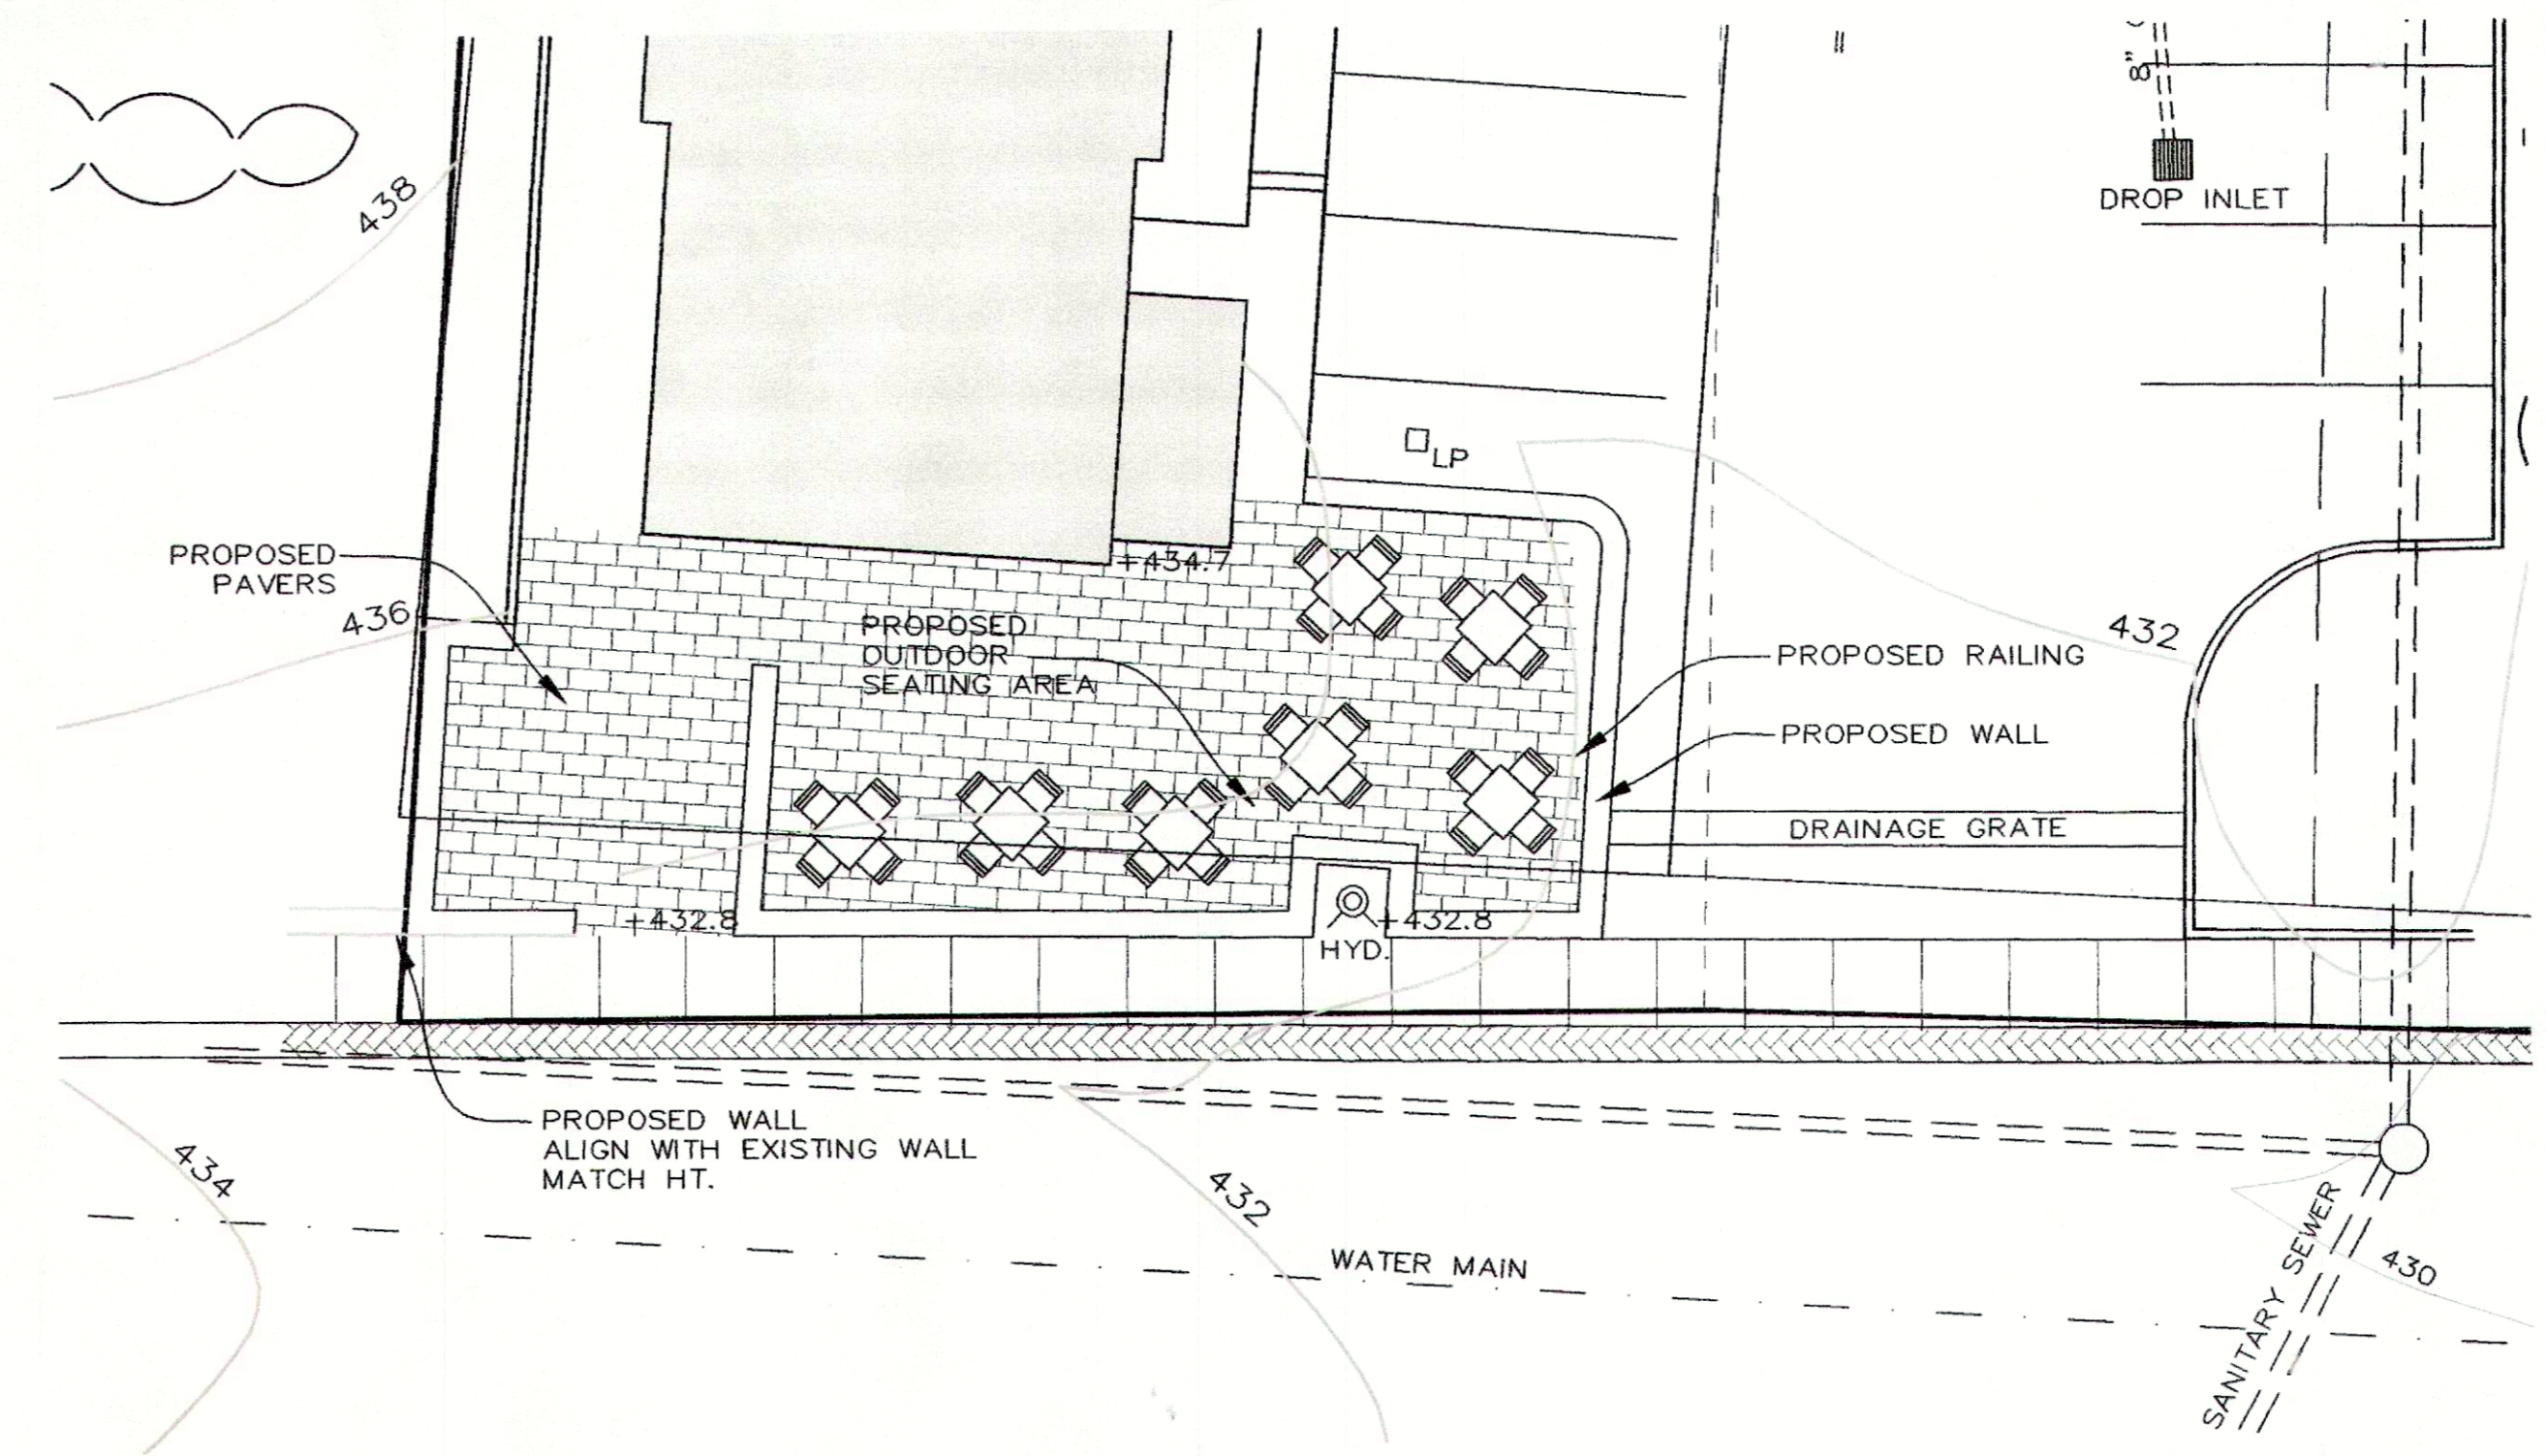 8"
DROP INLET
438
LP
PROPOSED
PAVERS
+434.7
436
PROPOSED
OUTDOOR
SEATING AREA
432
PROPOSED RAILING
PROPOSED WALL
DRAINAGE GRATE
+432.8
+432.8
HYD.
PROPOSED WALL
ALIGN WITH EXISTING WALL
MATCH HT.
434
432
WATER MAIN
SANITARY SEWER
430